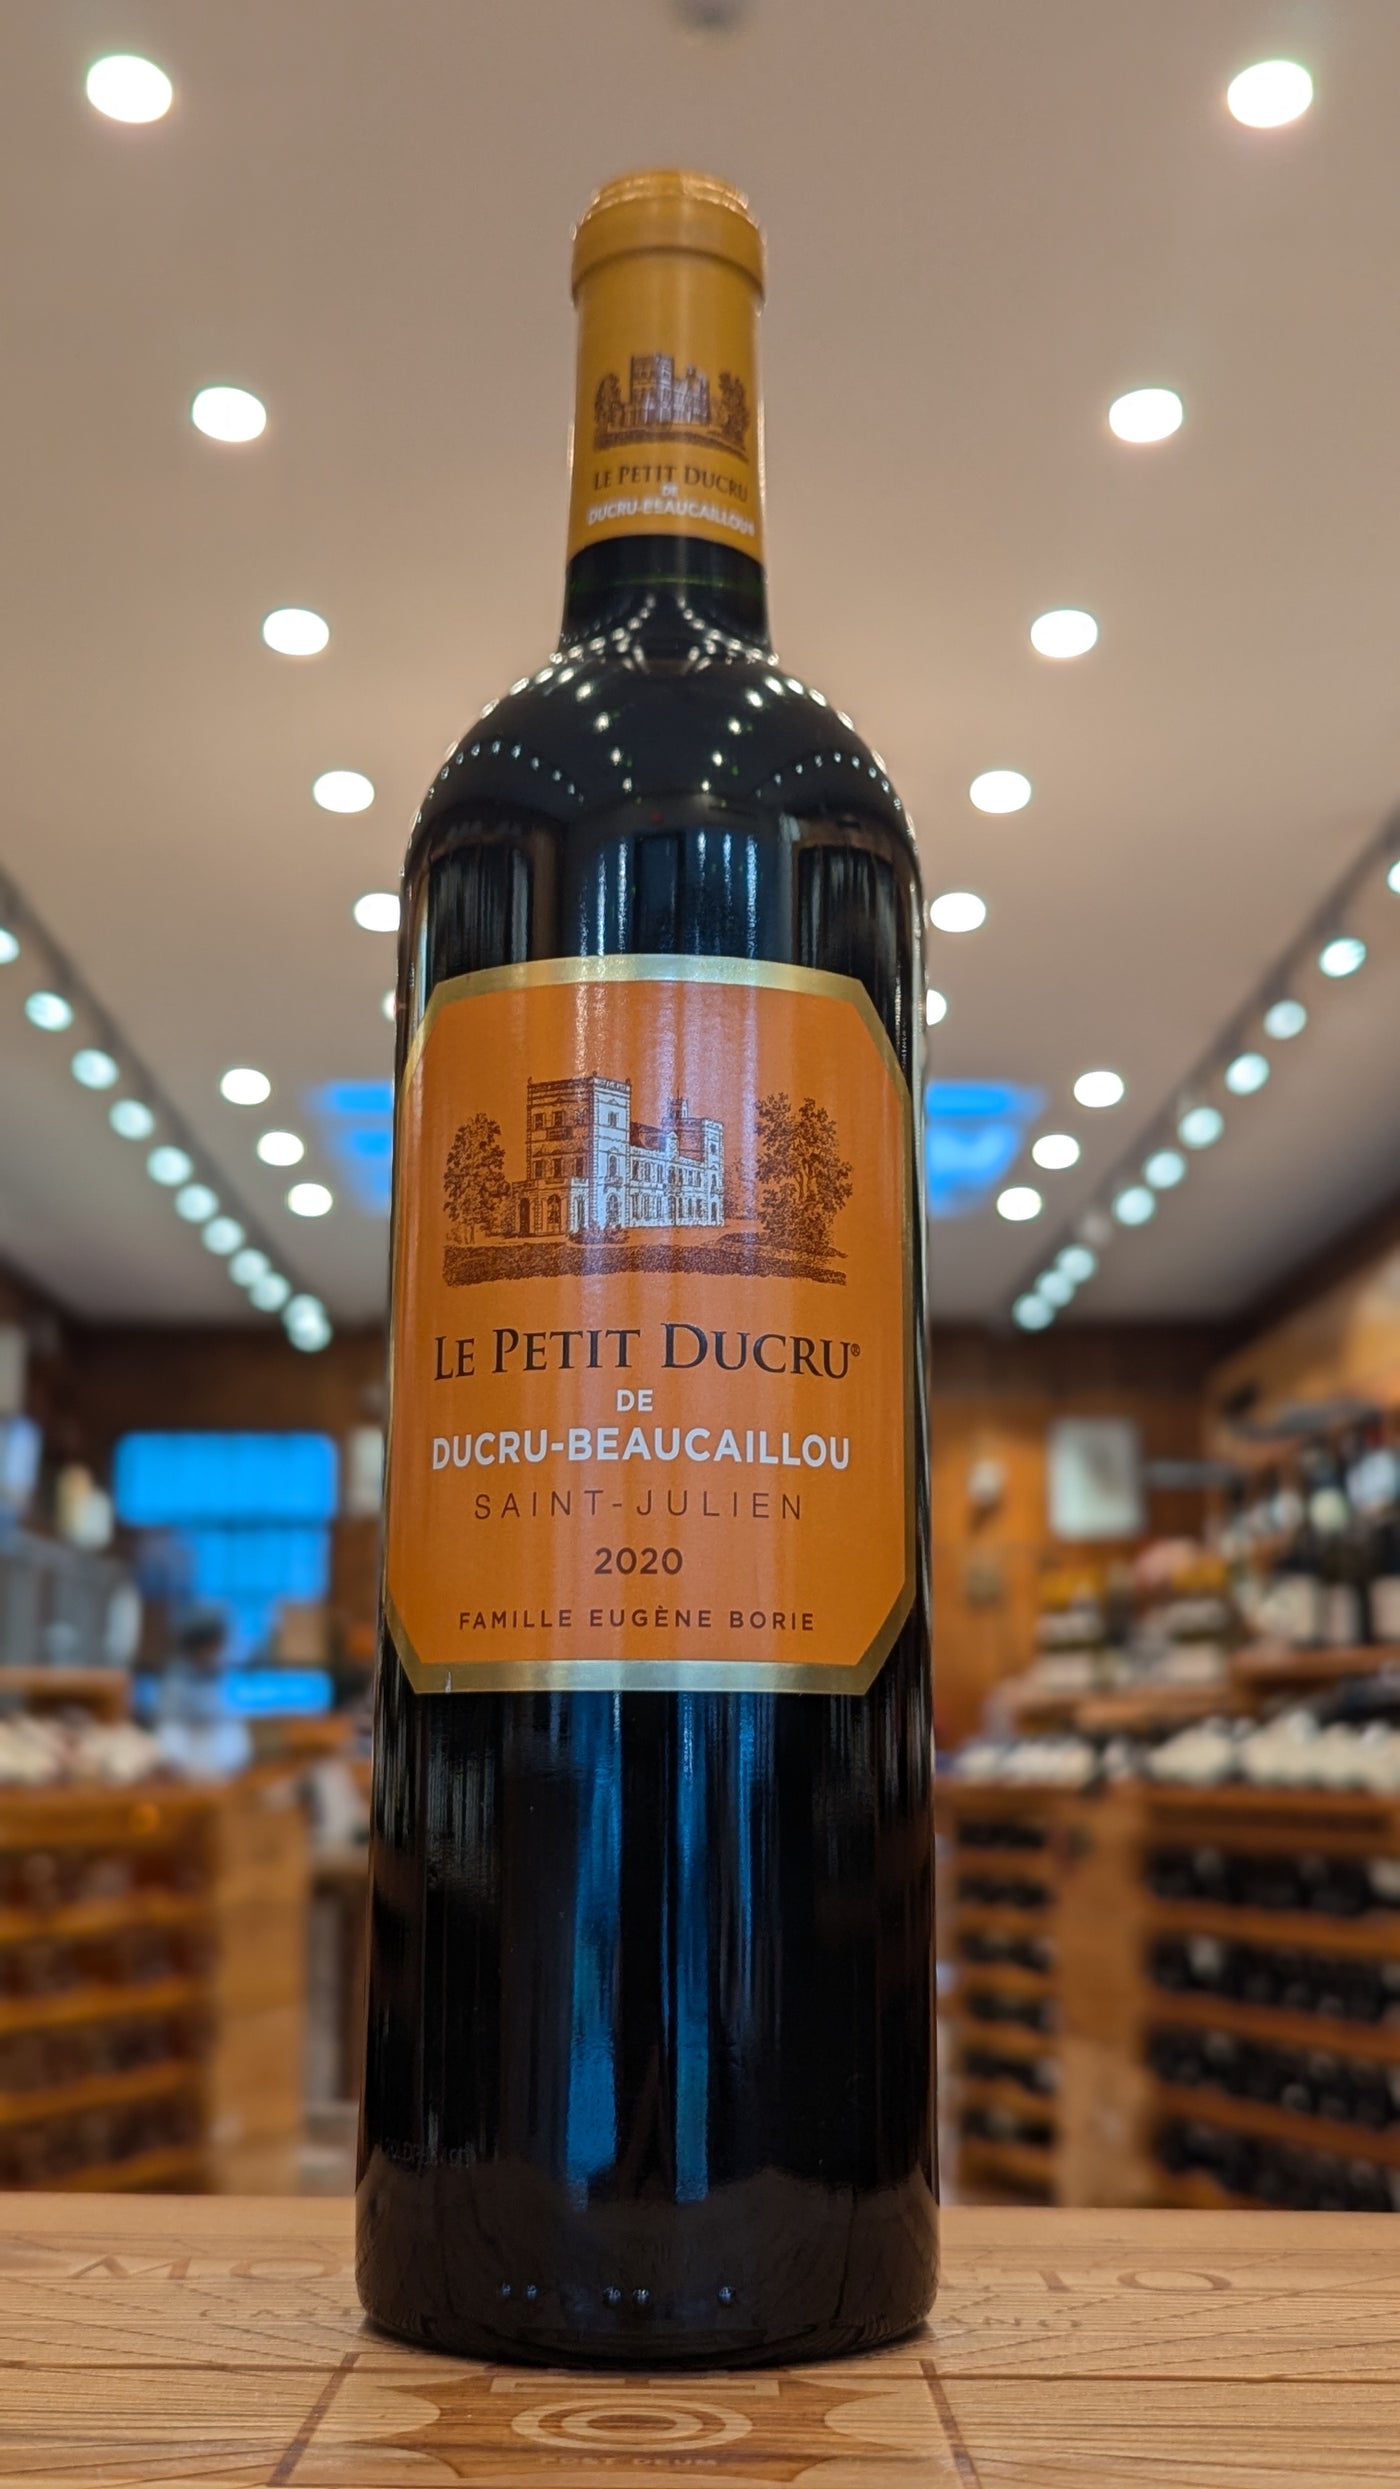 LE PETIT DUCRU
DE
DUCRU-BEAUCAILLOU®
LE PETIT DUCRU®
DE
DUCRU-BEAUCAILLOU
SAINT-JULIEN
2020
FAMILLE EUGÈNE BORIE